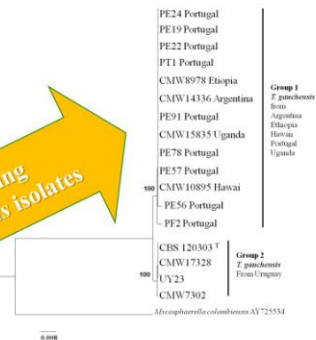 PE24 Portugal
PE19 Portugal
PE22 Portugal
PT1 Portugal
CMW8978 Etiopia
CMW14336 Argentina
PE91 Portugal
CMW15835 Uganda
PE78 Portugal
PE57 Portugal
100
CMW10895 Hawai
PE56 Portugal
PF2 Portugal
Group 1
T. gauchensis
from
Argentina
Ethiopia
Hawaii
Portugal
Uganda
ng
s isolates
CBS 120303 T
CMW17328
100
UY23
CMW7302
Group 2
T. gauchensis
From Uruguay
Mycosphaerella colombiensis AY725534
0.008